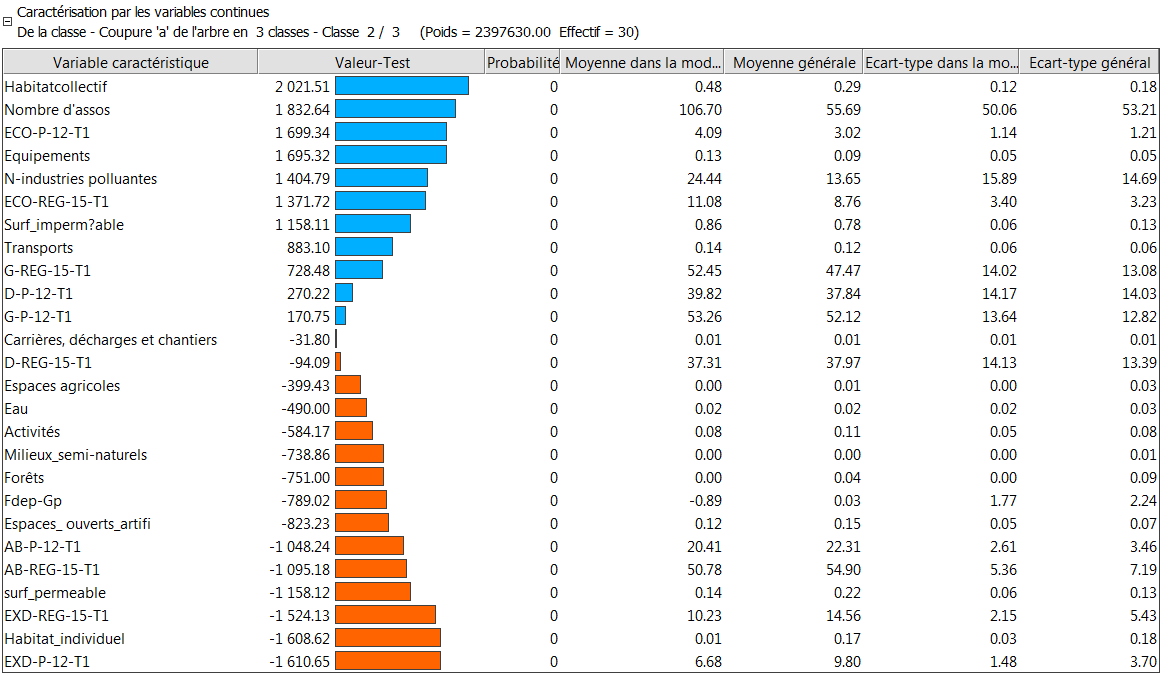 Caractérisation par les variables continues
De la classe - Coupure 'a' de l'arbre en 3 classes - Classe 2 / 3 (Poids = 2397630.00 Effectif = 30)
Variable caractéristique Valeur-Test Probabilité Moyenne dans la mod... Moyenne générale Ecart-type dans la mo... Ecart-type général
Habitatcollectif 2 021.51 0 0.48 0.29 0.12 0.18
Nombre d'assos 1 832.64 0 106.70 55.69 50.06 53.21
ECO-P-12-T1 1 699.34 0 4.09 3.02 1.14 1.21
Equipements 1 695.32 0 0.13 0.09 0.05 0.05
N-industries polluantes 1 404.79 0 24.44 13.65 15.89 14.69
ECO-REG-15-T1 1 371.72 0 11.08 8.76 3.40 3.23
Surf_imperm?able 1 158.11 0 0.86 0.78 0.06 0.13
Transports 883.10 0 0.14 0.12 0.06 0.06
G-REG-15-T1 728.48 0 52.45 47.47 14.02 13.08
D-P-12-T1 270.22 0 39.82 37.84 14.17 14.03
G-P-12-T1 170.75 0 53.26 52.12 13.64 12.82
Carrières, décharges et chantiers -31.80 0 0.01 0.01 0.01 0.01
D-REG-15-T1 -94.09 0 37.31 37.97 14.13 13.39
Espaces agricoles -399.43 0 0.00 0.01 0.00 0.03
Eau -490.00 0 0.02 0.02 0.02 0.03
Activités -584.17 0 0.08 0.11 0.05 0.08
Milieux_semi-naturels -738.86 0 0.00 0.00 0.00 0.01
Forêts -751.00 0 0.00 0.04 0.00 0.09
Fdep-Gp -789.02 0 -0.89 0.03 1.77 2.24
Espaces_ ouverts_artifi -823.23 0 0.12 0.15 0.05 0.07
AB-P-12-T1 -1 048.24 0 20.41 22.31 2.61 3.46
AB-REG-15-T1 -1 095.18 0 50.78 54.90 5.36 7.19
surf_permeable -1 158.12 0 0.14 0.22 0.06 0.13
EXD-REG-15-T1 -1 524.13 0 10.23 14.56 2.15 5.43
Habitat_individuel -1 608.62 0 0.01 0.17 0.03 0.18
EXD-P-12-T1 -1 610.65 0 6.68 9.80 1.48 3.70